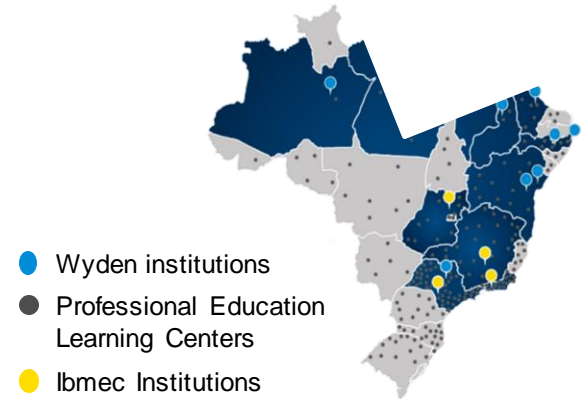 Wyden institutions
Professional Education
Learning Centers
Ibmec Institutions